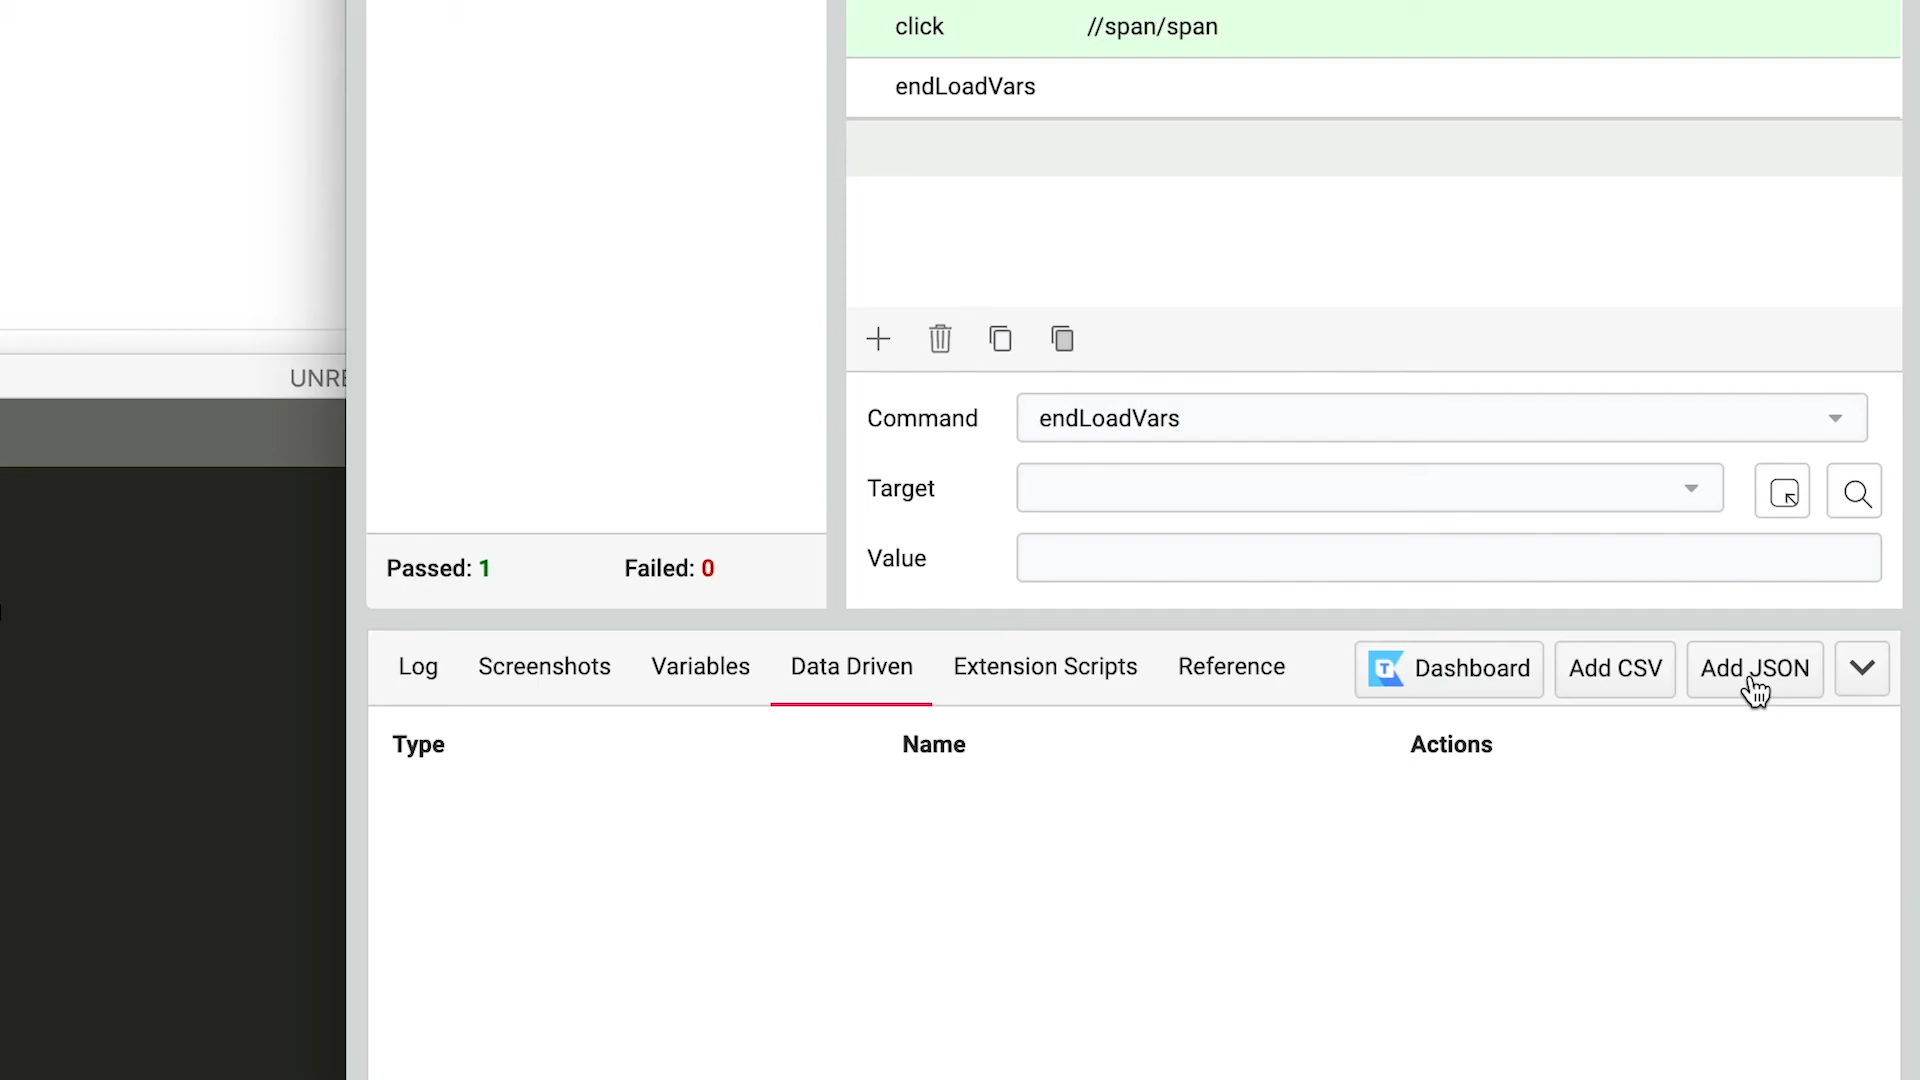 click //span/span
endLoadVars
UNRE
Command endLoadVars
Target
Value
Passed: 1 Failed: 0
Log Screenshots Variables Data Driven Extension Scripts Reference Dashboard Add CSV Add JSON
Type Name Actions